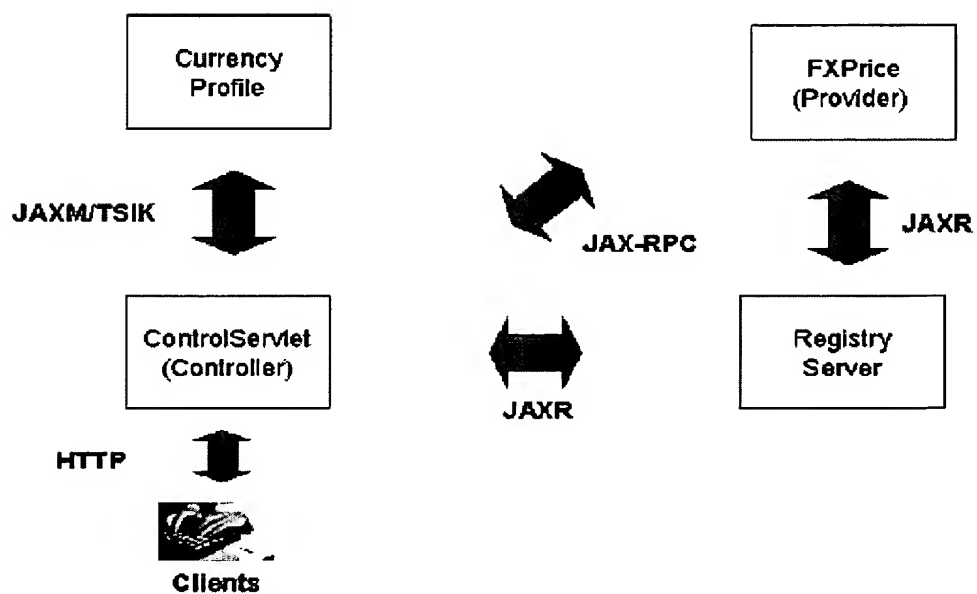 Currency
Profile
FXPrice
(Provider)
JAXM/TSIK
JAX-RPC
JAXR
ControlServlet
(Controller)
JAXR
Registry
Server
HTTP
Clients